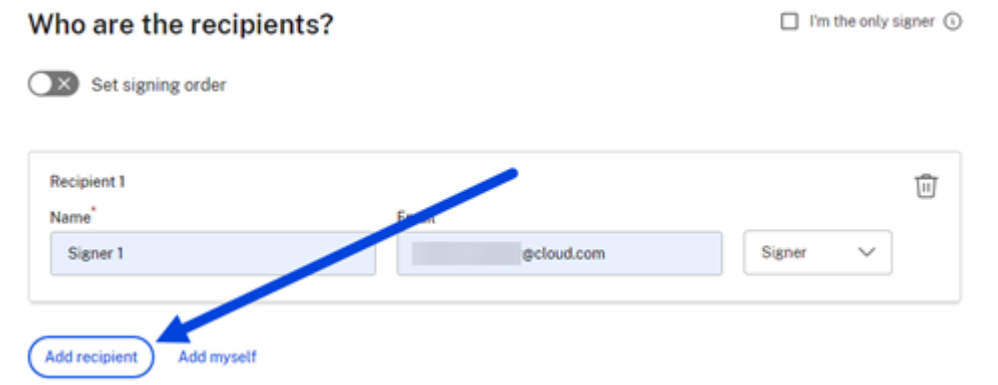 Who are the recipients?
I'm the only signer
Set signing order
Recipient 1
Name*
Signer 1
@cloud.com
Signer
Add recipient
Add myself